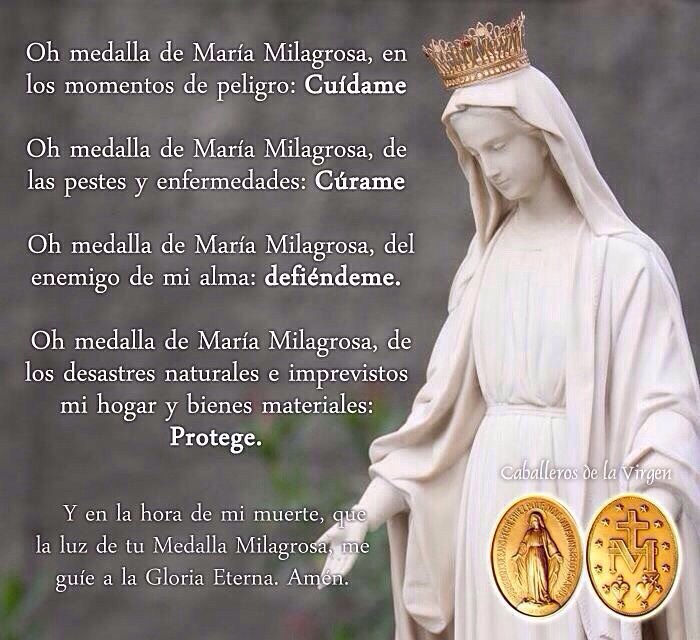 Oh medalla de María Milagrosa, en
los momentos de peligro: Cuídame
Oh medalla de María Milagrosa, de
las pestes y enfermedades: Cúrame
Oh medalla de María Milagrosa, del
enemigo de mi alma: defiéndeme.
Oh medalla de María Milagrosa, de
los desastres naturales e imprevistos
mi hogar y bienes materiales:
Protege.
Y en la hora de mi muerte, que
la luz de tu Medalla Milagrosa, me
guíe a la Gloria Eterna. Amén.
Caballeros de la Virgen
M